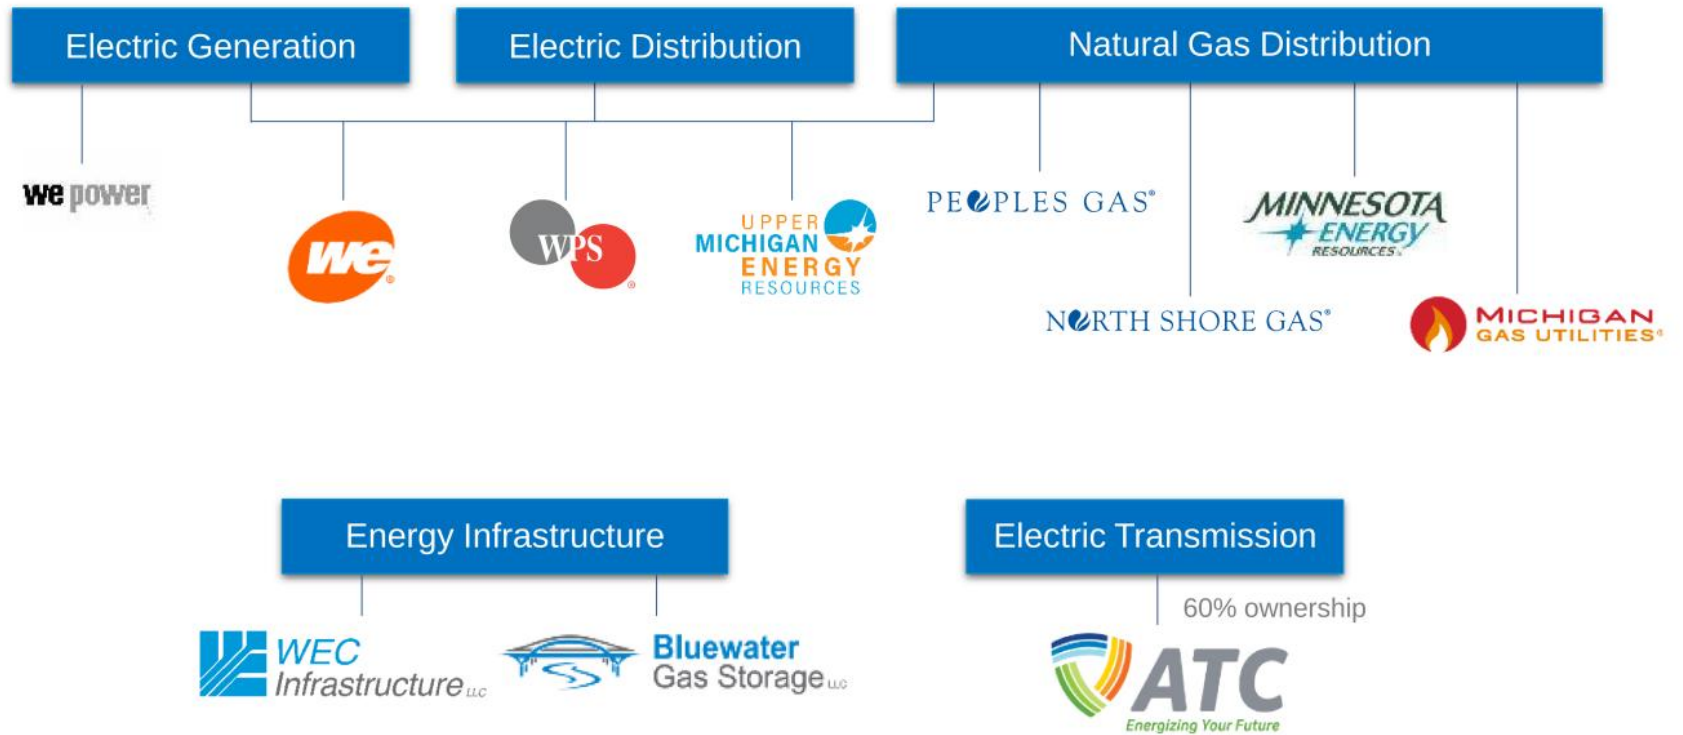 Electric Generation
Electric Distribution
Natural Gas Distribution
we power
we®
WPS®
UPPER
MICHIGAN
ENERGY
RESOURCES
PEOPLES GAS®
MINNESOTA
ENERGY
RESOURCES
NORTH SHORE GAS®
MICHIGAN
GAS UTILITIES®
Energy Infrastructure
Electric Transmission
60% ownership
WEC
Infrastructure LLC
Bluewater
Gas Storage LLC
ATC
Energizing Your Future